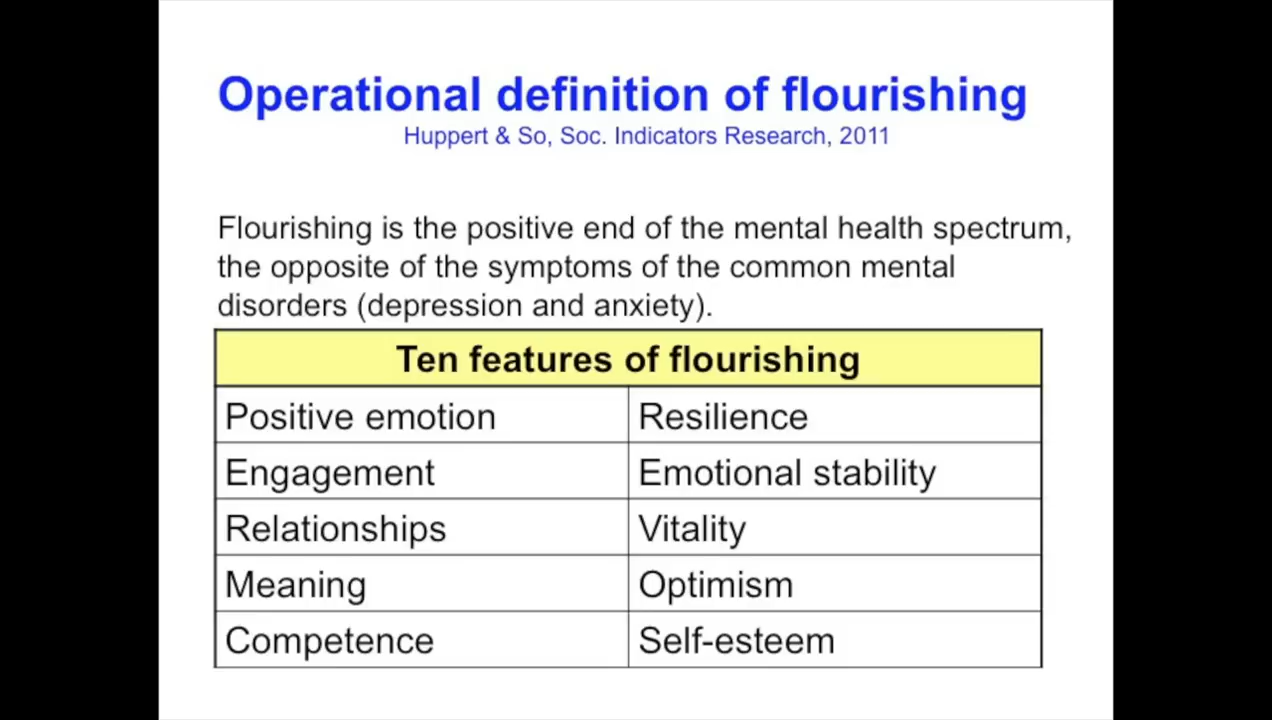 Operational definition of flourishing
Huppert & So, Soc. Indicators Research, 2011
Flourishing is the positive end of the mental health spectrum,
the opposite of the symptoms of the common mental
disorders (depression and anxiety).
Ten features of flourishing
Positive emotion Resilience
Engagement Emotional stability
Relationships Vitality
Meaning Optimism
Competence Self-esteem